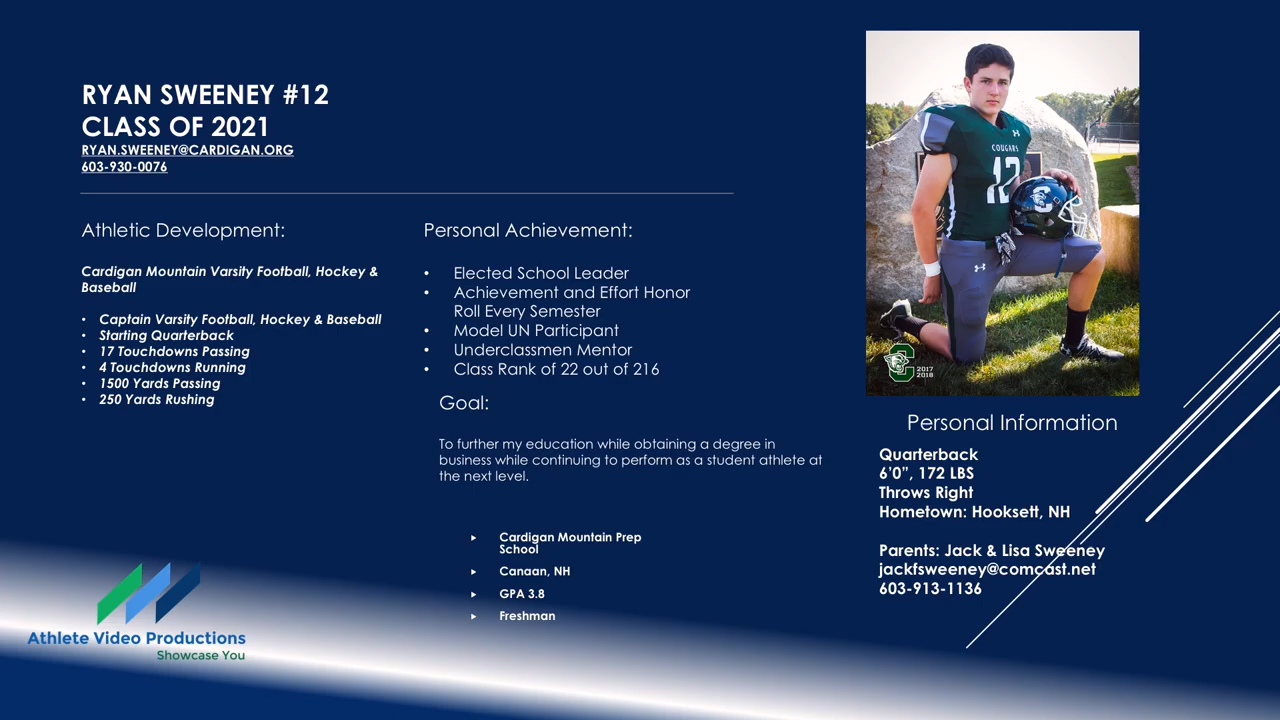 RYAN SWEENEY #12
CLASS OF 2021
RYAN.SWEENEY@CARDIGAN.ORG
603-930-0076
Athletic Development:
Cardigan Mountain Varsity Football, Hockey &
Baseball
• Captain Varsity Football, Hockey & Baseball
• Starting Quarterback
• 17 Touchdowns Passing
• 4 Touchdowns Running
• 1500 Yards Passing
• 250 Yards Rushing
Personal Achievement:
• Elected School Leader
• Achievement and Effort Honor
Roll Every Semester
• Model UN Participant
• Underclassmen Mentor
• Class Rank of 22 out of 216
Goal:
To further my education while obtaining a degree in
business while continuing to perform as a student athlete at
the next level.
Cardigan Mountain Prep
School
Canaan, NH
GPA 3.8
Freshman
COUGARS
12
C
2017
2018
Personal Information
Quarterback
6’0”, 172 LBS
Throws Right
Hometown: Hooksett, NH
Parents: Jack & Lisa Sweeney
jackfsweeney@comcast.net
603-913-1136
Athlete Video Productions
Showcase You